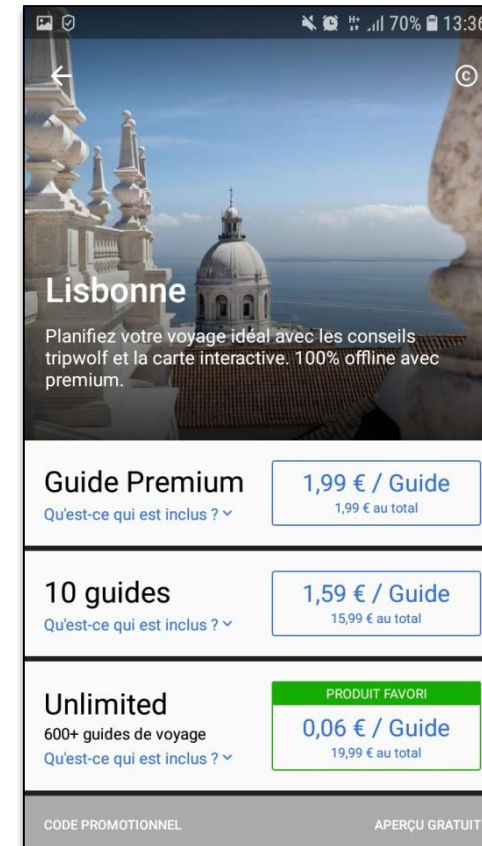 70% 13:36
©
Lisbonne
Planifiez votre voyage idéal avec les conseils
tripwolf et la carte interactive. 100% offline avec
premium.
Guide Premium
Qu'est-ce qui est inclus ?
1,99 € / Guide
1,99 € au total
10 guides
Qu'est-ce qui est inclus ?
1,59 € / Guide
15,99 € au total
Unlimited
600+ guides de voyage
Qu'est-ce qui est inclus ?
PRODUIT FAVORI
0,06 € / Guide
19,99 € au total
CODE PROMOTIONNEL APERÇU GRATUIT